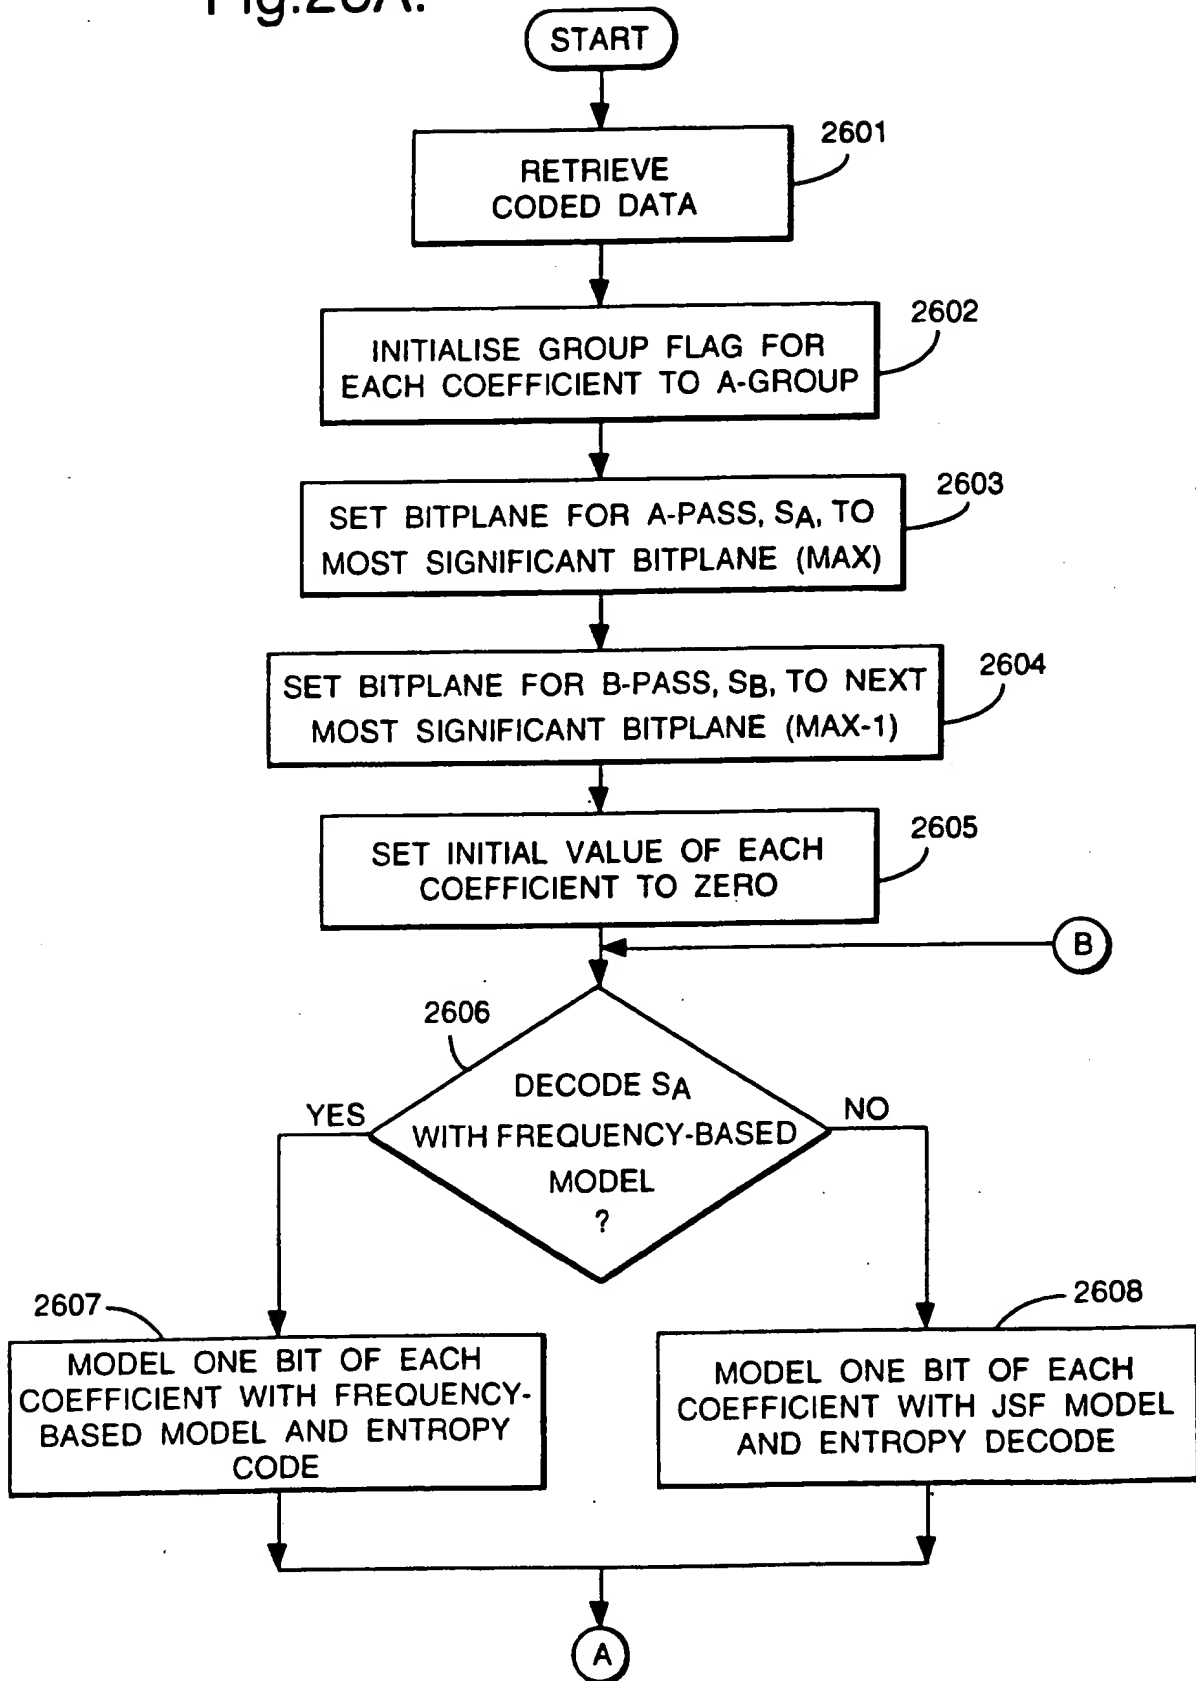 Fig.26A.
START
2601
RETRIEVE
CODED DATA
2602
INITIALISE GROUP FLAG FOR
EACH COEFFICIENT TO A-GROUP
2603
SET BITPLANE FOR A-PASS, SA, TO
MOST SIGNIFICANT BITPLANE (MAX)
2604
SET BITPLANE FOR B-PASS, SB, TO NEXT
MOST SIGNIFICANT BITPLANE (MAX-1)
2605
SET INITIAL VALUE OF EACH
COEFFICIENT TO ZERO
B
2606
DECODE SA
WITH FREQUENCY-BASED
MODEL
?
YES
NO
2607
MODEL ONE BIT OF EACH
COEFFICIENT WITH FREQUENCY-
BASED MODEL AND ENTROPY
CODE
2608
MODEL ONE BIT OF EACH
COEFFICIENT WITH JSF MODEL
AND ENTROPY DECODE
A